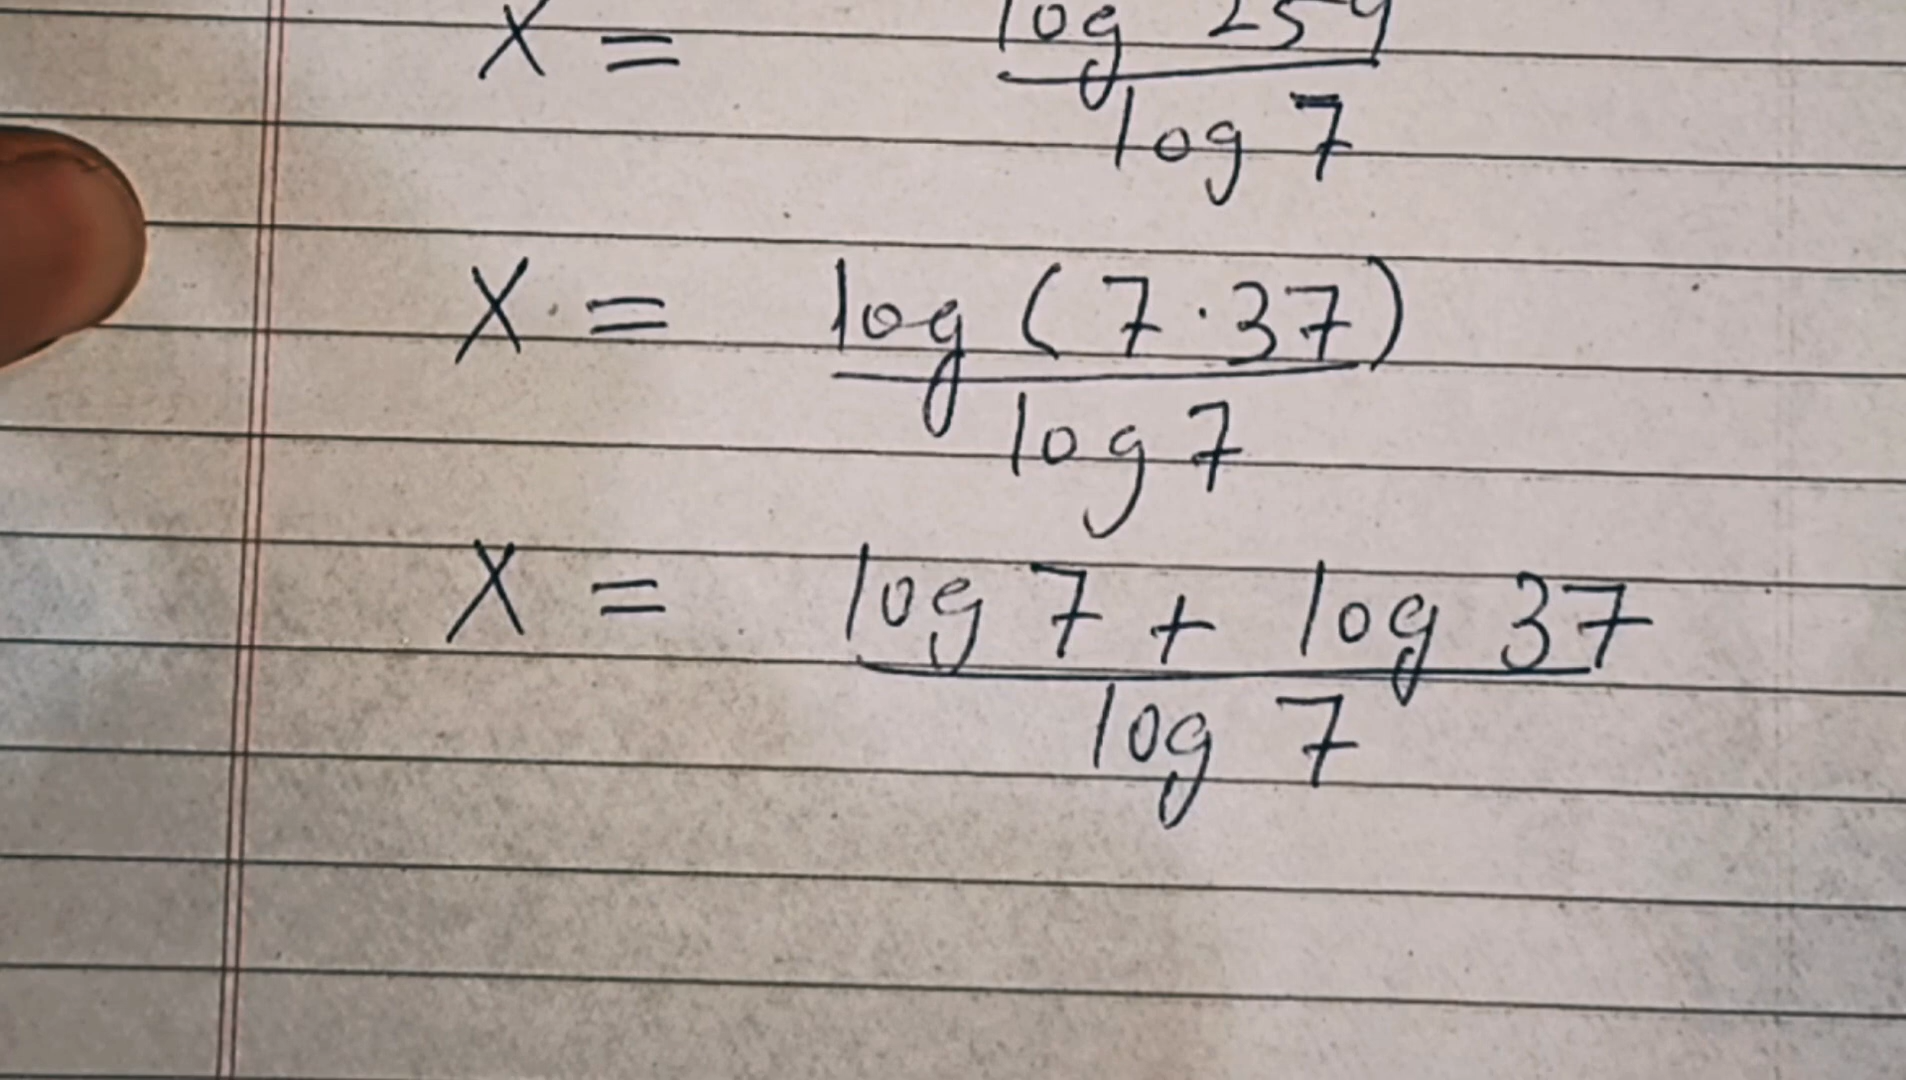 X = log 259
log 7
X = log (7·37)
log 7
X = log 7 + log 37
log 7